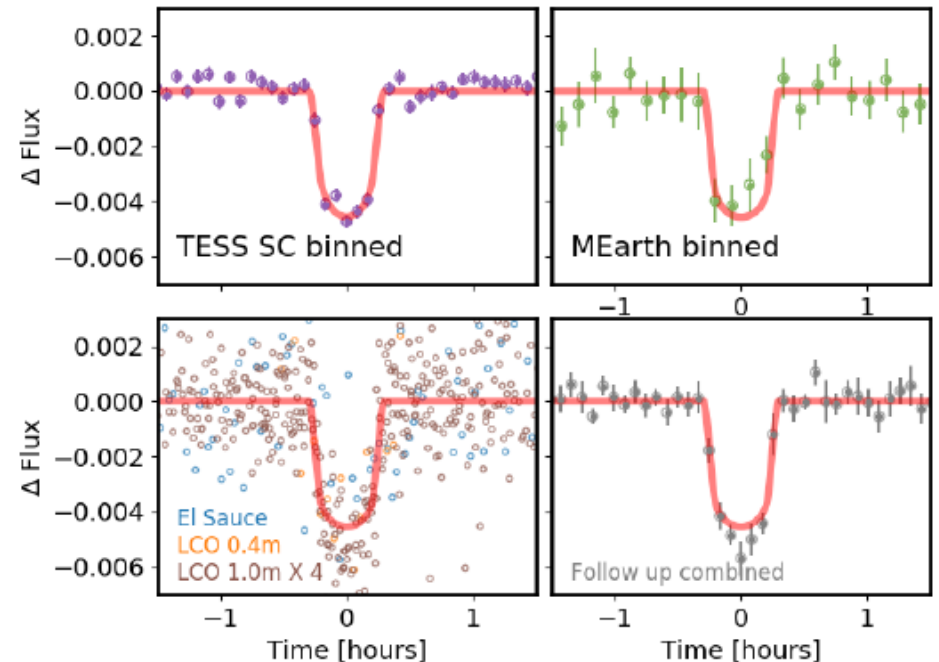 0.002
0.000
−0.002
−0.004
−0.006
Δ Flux
TESS SC binned
MEarth binned
−1 0 1
0.002
0.000
−0.002
−0.004
−0.006
Δ Flux
El Sauce
LCO 0.4m
LCO 1.0m X 4
Follow up combined
−1 0 1
−1 0 1
Time [hours]
Time [hours]